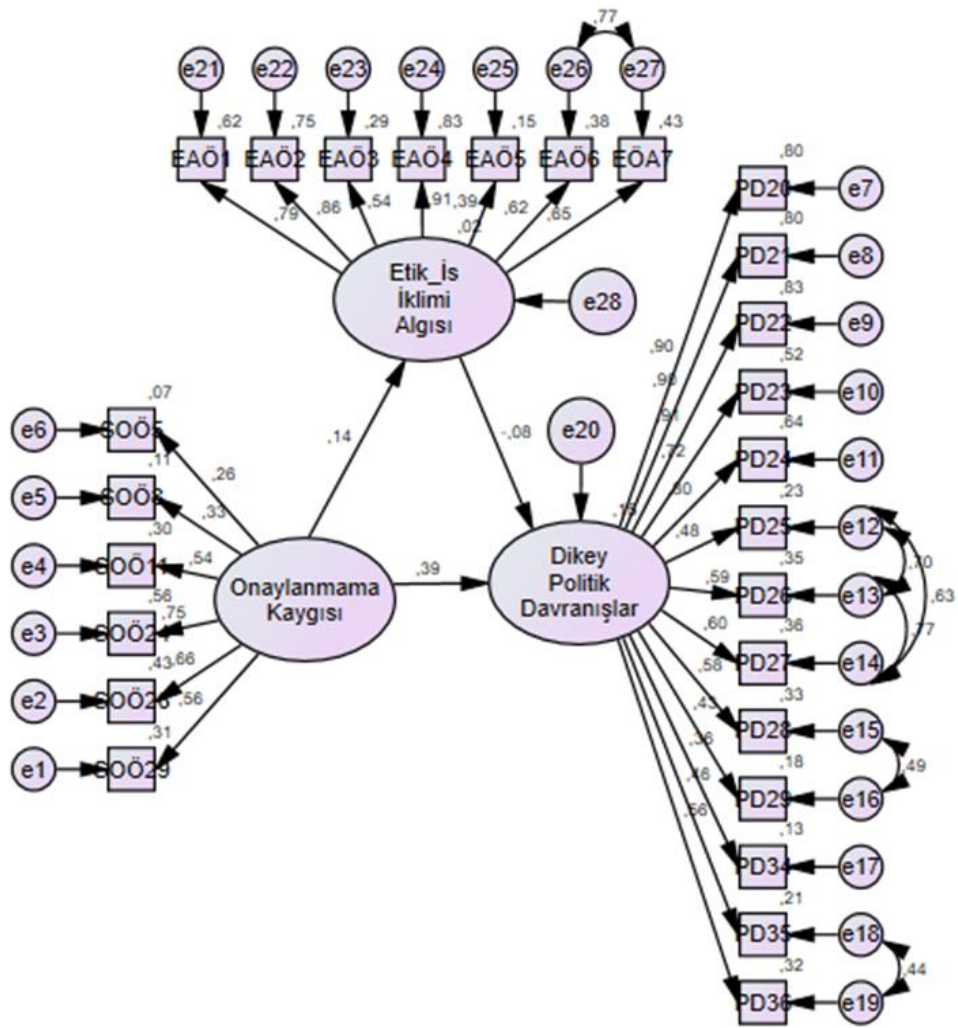 ,77
e21 e22 e23 e24 e25 e26 e27
,62 ,75 ,29 ,83 ,15 ,38 ,43
EAÖ1 EAÖ2 EAÖ3 EAÖ4 EAÖ5 EAÖ6 EÖA7
,79 ,86 ,54 ,91 ,39 ,62 ,65
,02
Etik_İs
İklimi
Algısı
e28
,14
-,08
e20
,07
e6 SOÖ5
,26
,11
e5
,33
,30
e4 SOÖ11
,54
,56
e3
,75
,43
e2
,66
,31
e1 SOÖ29
,56
Onaylanmama
Kaygısı
,39
Dikey
Politik
Davranışlar
,80
PD20 e7
,90
,80
PD21 e8
,90
,83
PD22 e9
,91
,52
PD23 e10
,72
,64
PD24 e11
,80
,23
PD25 e12
,48
,35
PD26 e13
,59
,36
PD27 e14
,60
,33
PD28 e15
,58
,18
PD29 e16
,43
,13
PD34 e17
,36
,21
PD35 e18
,46
,32
PD36 e19
,56
,70
,63
,77
,49
,44